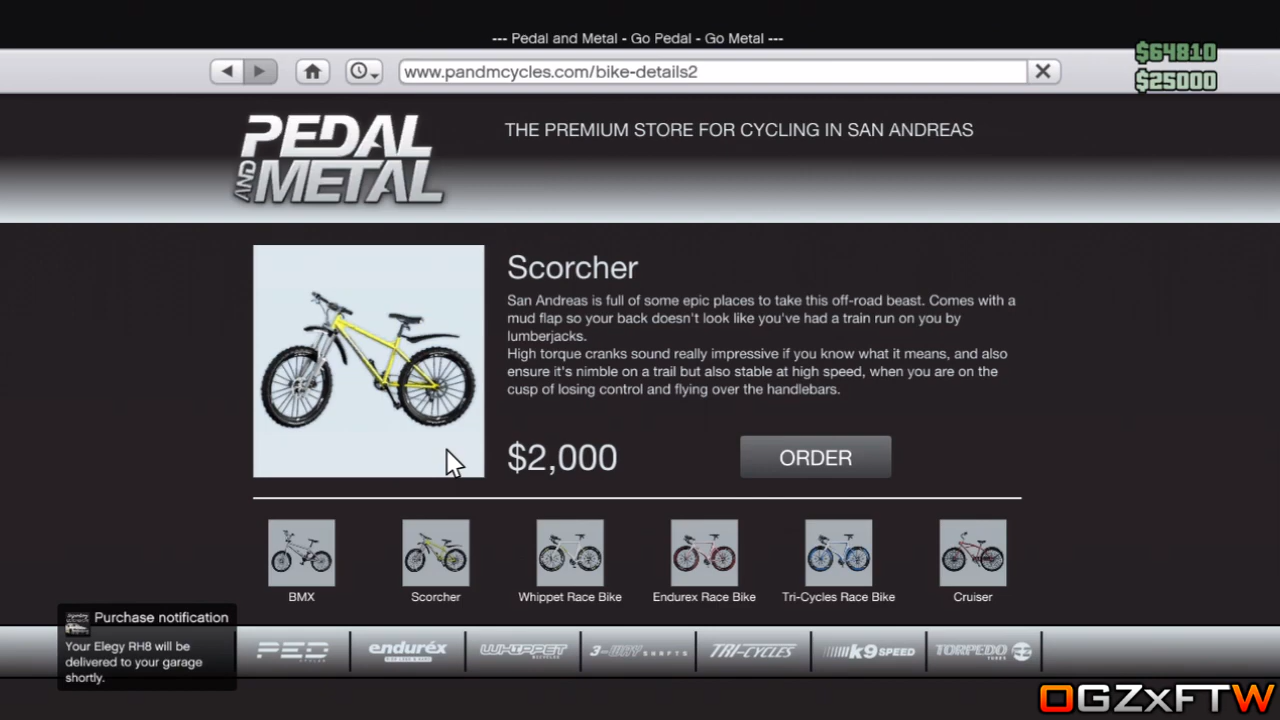 --- Pedal and Metal - Go Pedal - Go Metal ---
$64810
www.pandmcycles.com/bike-details2
$25000
PEDAL
AND METAL
THE PREMIUM STORE FOR CYCLING IN SAN ANDREAS
Scorcher
San Andreas is full of some epic places to take this off-road beast. Comes with a
mud flap so your back doesn't look like you've had a train run on you by
lumberjacks.
High torque cranks sound really impressive if you know what it means, and also
ensure it's nimble on a trail but also stable at high speed, when you are on the
cusp of losing control and flying over the handlebars.
$2,000
ORDER
BMX
Scorcher
Whippet Race Bike
Endurex Race Bike
Tri-Cycles Race Bike
Cruiser
Purchase notification
Your Elegy RH8 will be
delivered to your garage
shortly.
PED
CYCLES
enduréx
WHIPPET
BICYCLES
3-WAY SHAFTS
TRI-CYCLES
k9 SPEED
TORPEDO
TUBES
OGZxFTW